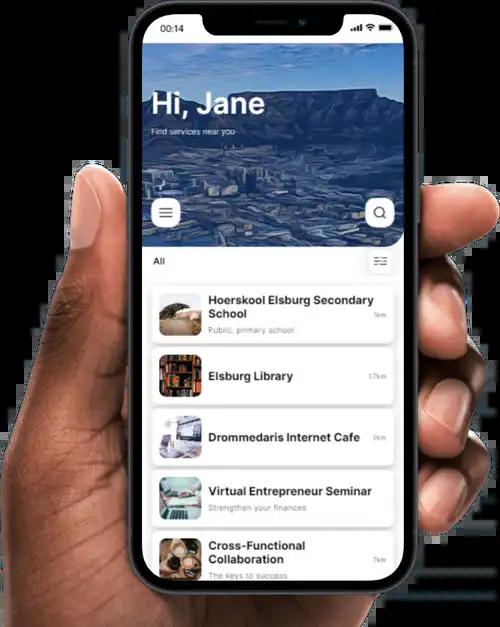 00:14
Hi, Jane
Find services near you
All
Hoerskool Elsburg Secondary
School
1km
Public, primary school
Elsburg Library
1.7km
Drommedaris Internet Cafe
2km
Virtual Entrepreneur Seminar
Strengthen your finances
Cross-Functional
Collaboration
7km
The keys to success